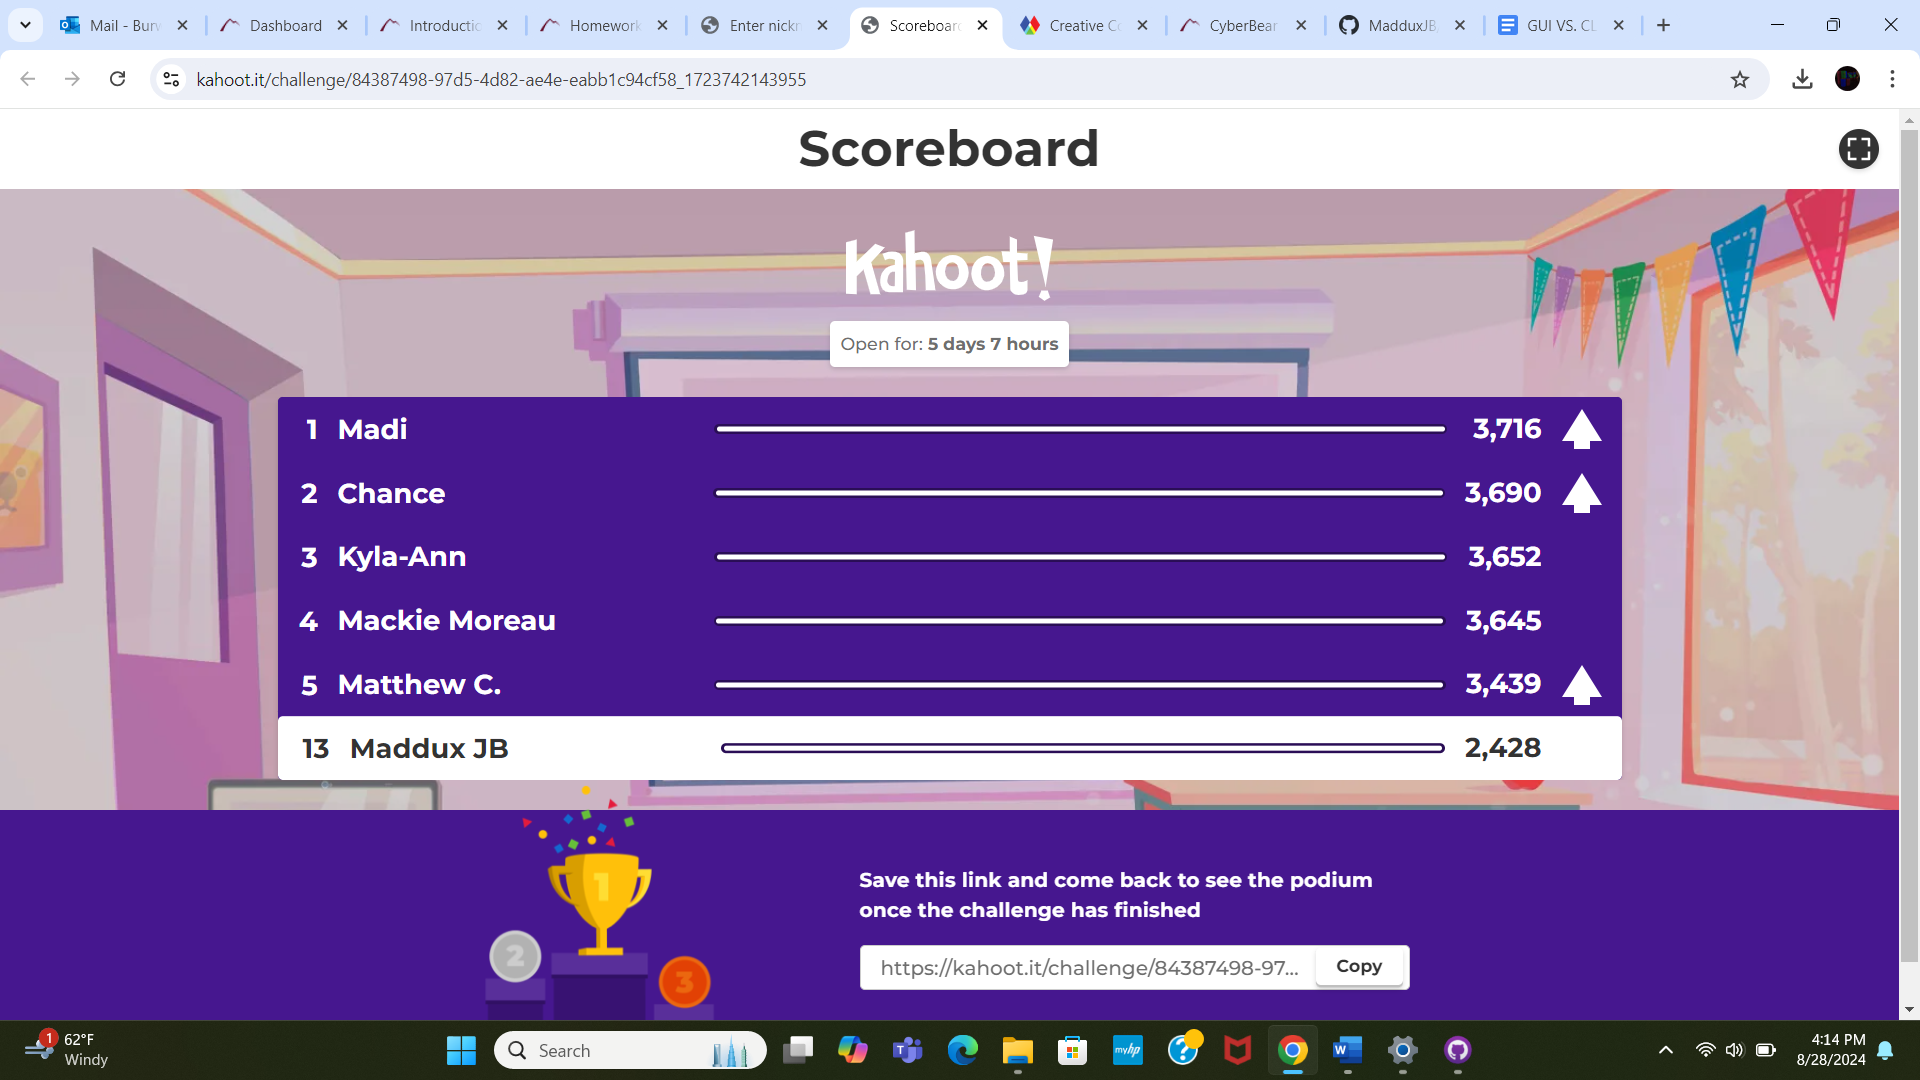 Mail - Burw
Dashboard
Introductio
Homework
Enter nickn
Scoreboard
Creative Co
CyberBear
MadduxJB
GUI VS. CL
kahoot.it/challenge/84387498-97d5-4d82-ae4e-eabb1c94cf58_1723742143955
Scoreboard
Kahoot!
Open for: 5 days 7 hours
1 Madi 3,716
2 Chance 3,690
3 Kyla-Ann 3,652
4 Mackie Moreau 3,645
5 Matthew C. 3,439
13 Maddux JB 2,428
1
2
3
Save this link and come back to see the podium
once the challenge has finished
https://kahoot.it/challenge/84387498-97... Copy
1
62°F
Windy
Search
myhp
4:14 PM
8/28/2024